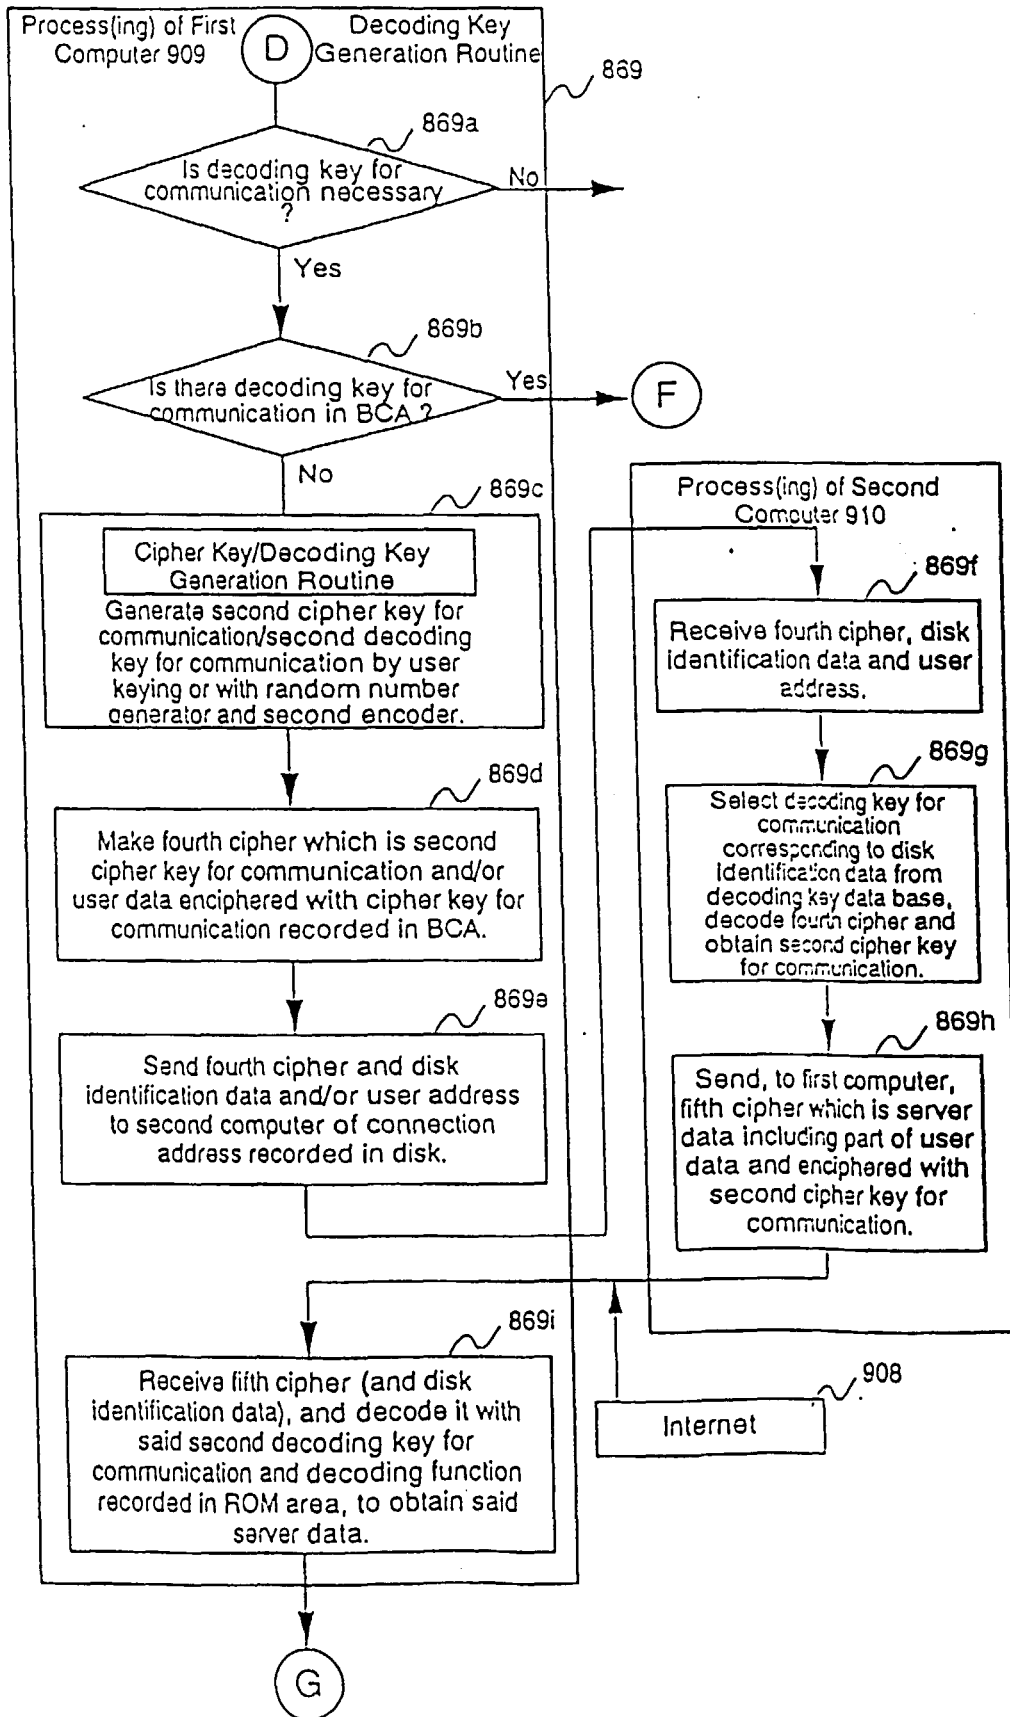 Process(ing) of First
Computer 909
D
Decoding Key
Generation Routine
869
869a
Is decoding key for
communication necessary
?
No
Yes
869b
Is there decoding key for
communication in BCA ?
Yes
F
No
869c
Cipher Key/Decoding Key
Generation Routine
Generate second cipher key for
communication/second decoding
key for communication by user
keying or with random number
generator and second encoder.
869d
Make fourth cipher which is second
cipher key for communication and/or
user data enciphered with cipher key for
communication recorded in BCA.
869e
Send fourth cipher and disk
identification data and/or user address
to second computer of connection
address recorded in disk.
Process(ing) of Second
Computer 910
869f
Receive fourth cipher, disk
identification data and user
address.
869g
Select decoding key for
communication
corresponding to disk
identification data from
decoding key data base,
decode fourth cipher and
obtain second cipher key
for communication.
869h
Send, to first computer,
fifth cipher which is server
data including part of user
data and enciphered with
second cipher key for
communication.
869i
Receive fifth cipher (and disk
identification data), and decode it with
said second decoding key for
communication and decoding function
recorded in ROM area, to obtain said
server data.
908
Internet
G